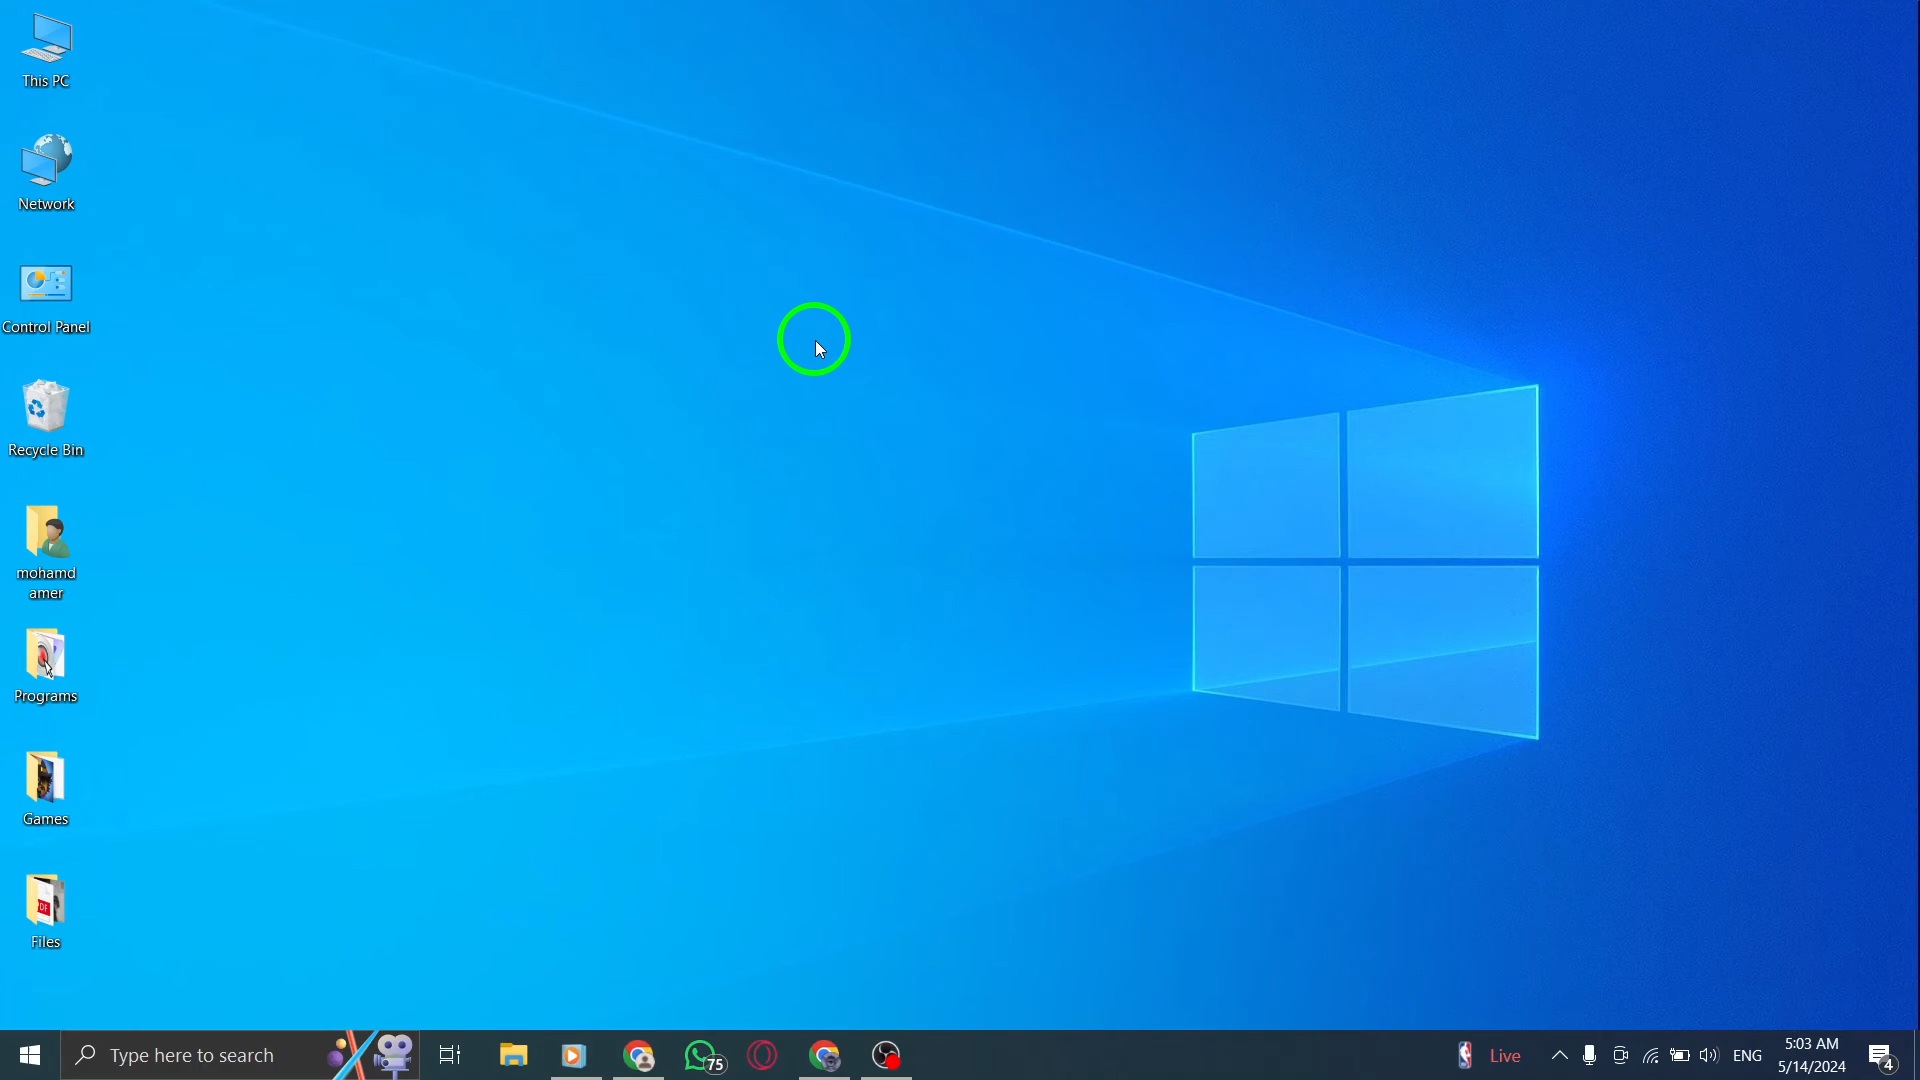 This PC
Network
Control Panel
Recycle Bin
mohamd
amer
Programs
Games
PDF
Files
Type here to search
75
Live
ENG
5:03 AM
5/14/2024
4